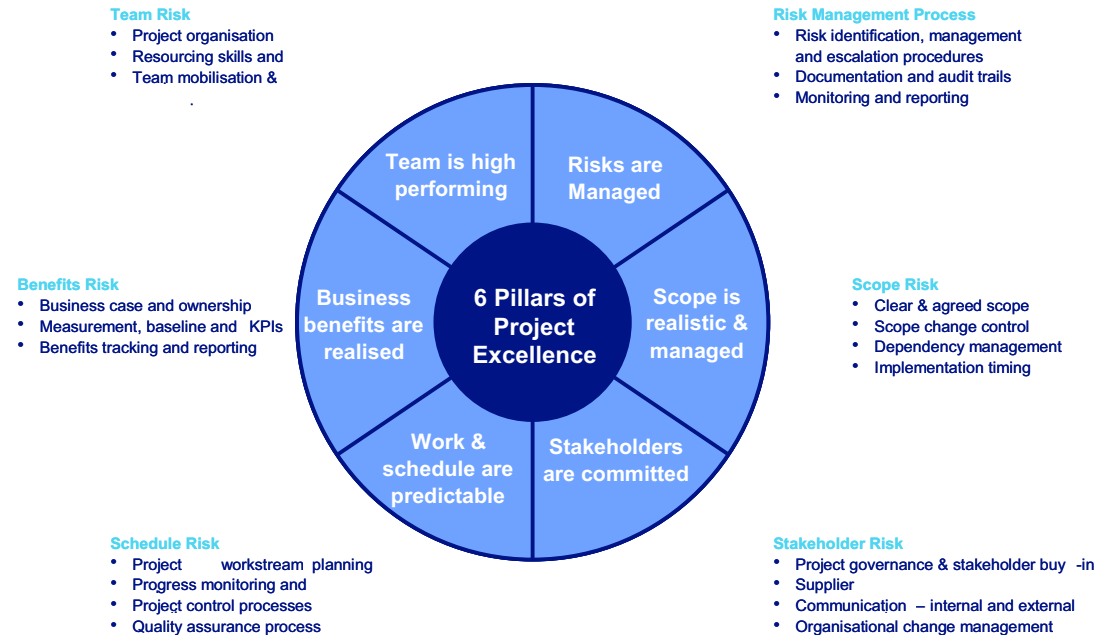 Team Risk
• Project organisation
• Resourcing skills and
• Team mobilisation &
.
Risk Management Process
• Risk identification, management
and escalation procedures
• Documentation and audit trails
• Monitoring and reporting
Team is high
performing
Risks are
Managed
Benefits Risk
• Business case and ownership
• Measurement, baseline and KPIs
• Benefits tracking and reporting
Business
benefits are
realised
6 Pillars of
Project
Excellence
Scope is
realistic &
managed
Scope Risk
• Clear & agreed scope
• Scope change control
• Dependency management
• Implementation timing
Work &
schedule are
predictable
Stakeholders
are committed
Schedule Risk
• Project workstream planning
• Progress monitoring and
• Project control processes
• Quality assurance process
Stakeholder Risk
• Project governance & stakeholder buy -in
• Supplier
• Communication – internal and external
• Organisational change management